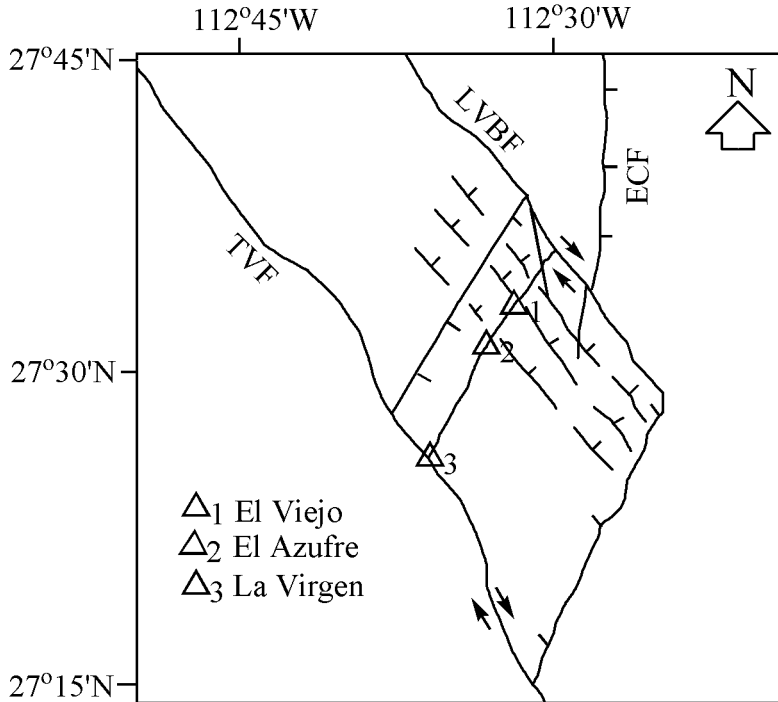 112°45'W
112°30'W
27°45'N
N
LVBF
ECF
TVF
1
2
27°30'N
3
1 El Viejo
2 El Azufre
3 La Virgen
27°15'N